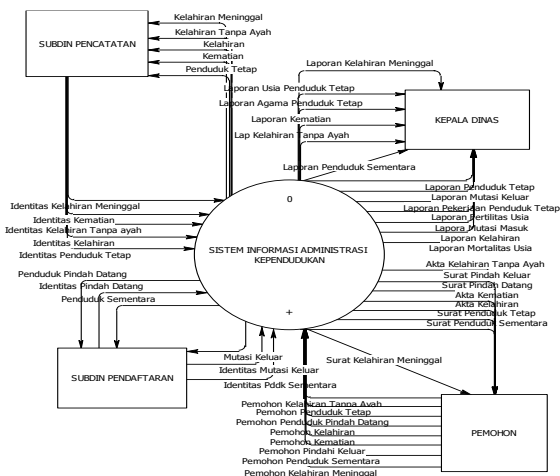 Kelahiran Meninggal
Kelahiran Tanpa Ayah
Kelahiran
Kematian
Penduduk Tetap
SUBDIN PENCATATAN
Laporan Kelahiran Meninggal
Laporan Usia Penduduk Tetap
Laporan Agama Penduduk Tetap
Laporan Kematian
Lap Kelahiran Tanpa Ayah
KEPALA DINAS
Laporan Penduduk Sementara
Identitas Kelahiran Meninggal
Identitas Kematian
Identitas Kelahiran Tanpa ayah
Identitas Kelahiran
Identitas Penduduk Tetap
0
SISTEM INFORMASI ADMINISTRASI
KEPENDUDUKAN
+
Laporan Penduduk Tetap
Laporan Mutasi Keluar
Laporan Pekerjaan Penduduk Tetap
Laporan Pertilitas Usia
Lapora Mutasi Masuk
Laporan Kelahiran
Laporan Mortalitas Usia
Penduduk Pindah Datang
Identitas Pindah Datang
Penduduk Sementara
Akta Kelahiran Tanpa Ayah
Surat Pindah Keluar
Surat Pindah Datang
Akta Kematian
Akta Kelahiran
Surat Penduduk Tetap
Surat Penduduk Sementara
SUBDIN PENDAFTARAN
Mutasi Keluar
Identitas Mutasi Keluar
Identitas Pddk Sementara
Surat Kelahiran Meninggal
Pemohon Kelahiran Tanpa Ayah
Pemohon Penduduk Tetap
Pemohon Penduduk Pindah Datang
Pemohon Kelahiran
Pemohon Kematian
Pemohon Pindahi Keluar
Pemohon Penduduk Sementara
Pemohon Kelahiran Meninggal
PEMOHON